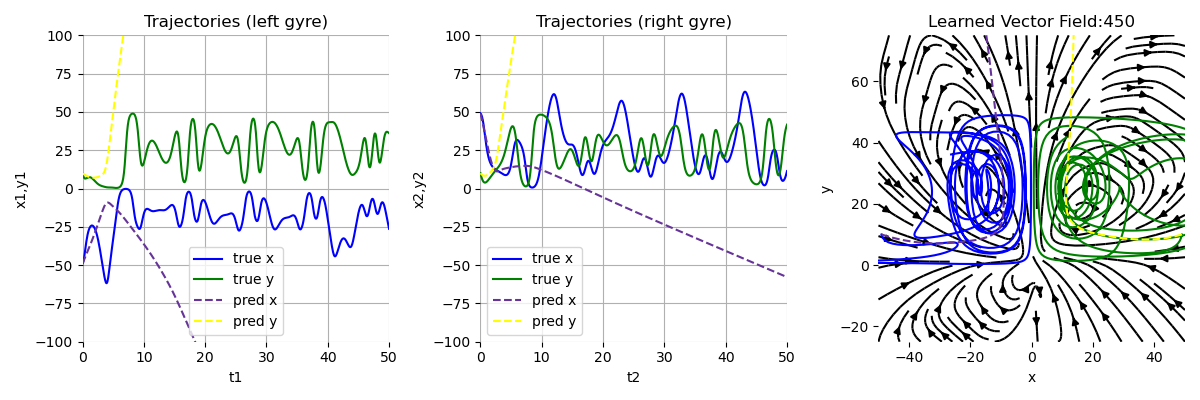 Trajectories (left gyre)
x1,y1
100
75
50
25
0
−25
−50
−75
−100
0
10
20
30
40
50
t1
true x
true y
pred x
pred y
Trajectories (right gyre)
x2,y2
100
75
50
25
0
−25
−50
−75
−100
0
10
20
30
40
50
t2
true x
true y
pred x
pred y
Learned Vector Field:450
y
60
40
20
0
−20
−40
−20
0
20
40
x